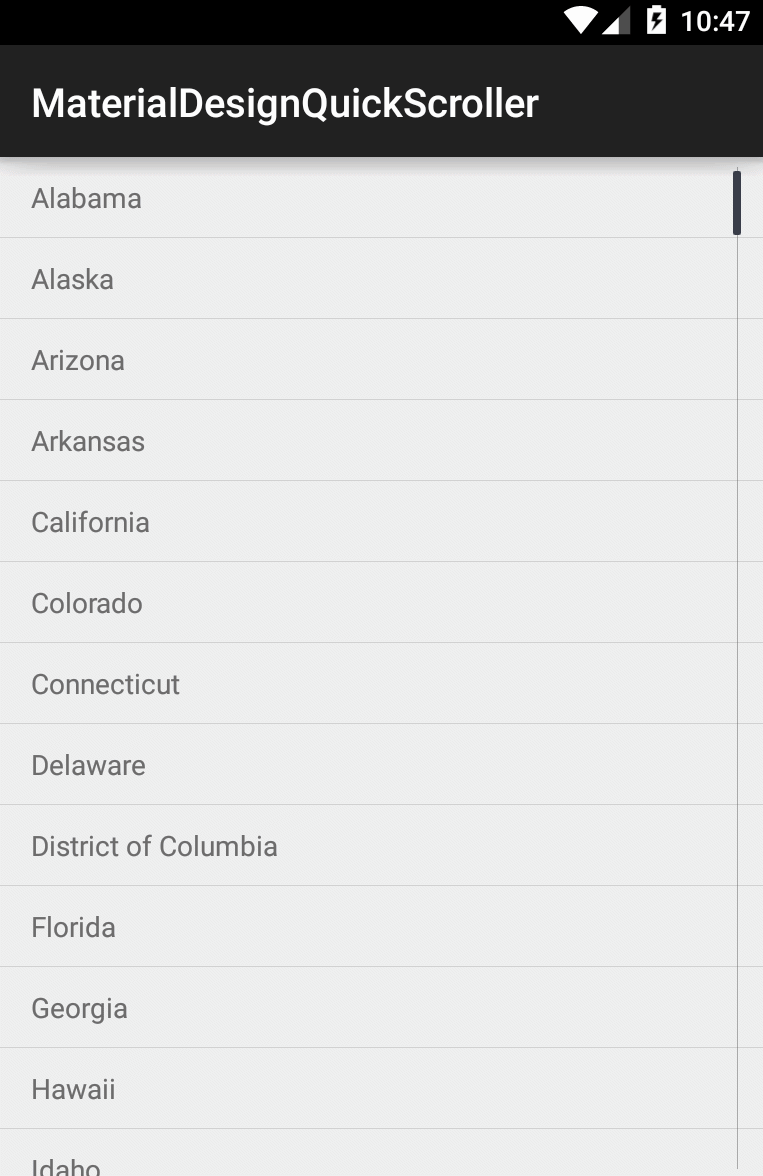 10:47
MaterialDesignQuickScroller
Alabama
Alaska
Arizona
Arkansas
California
Colorado
Connecticut
Delaware
District of Columbia
Florida
Georgia
Hawaii
Idaho